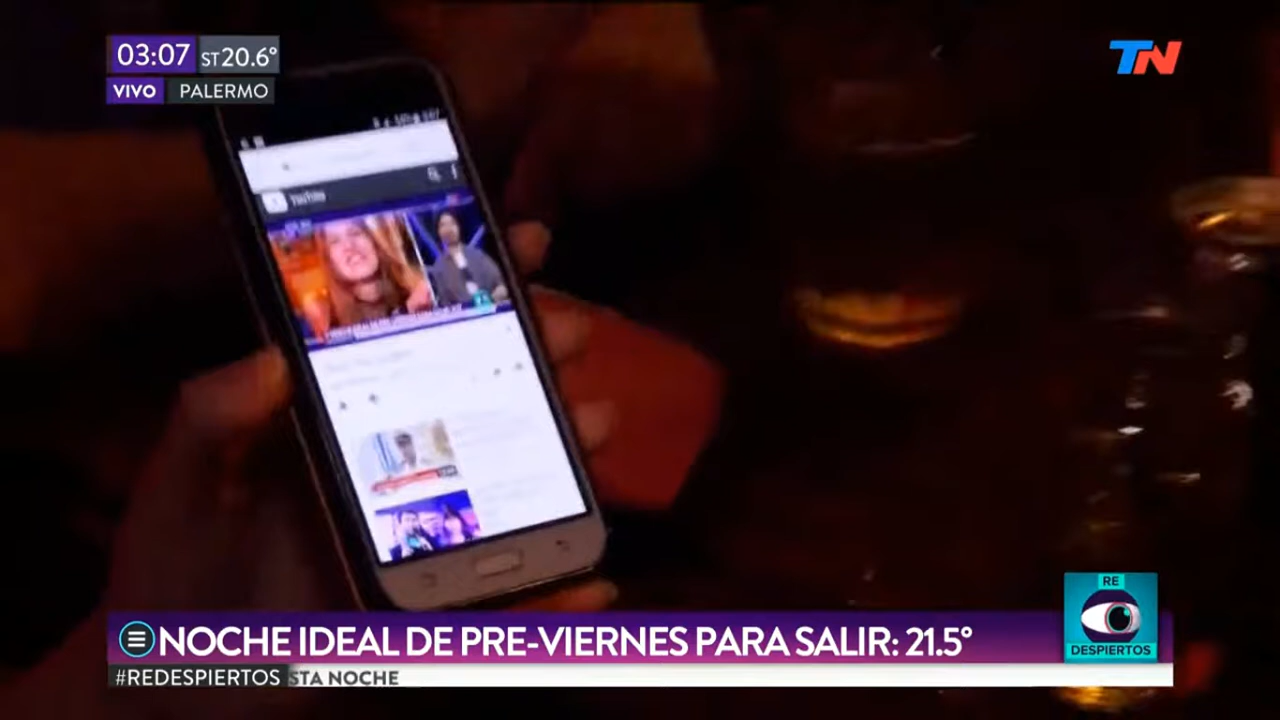 03:07 ST 20.6°
VIVO PALERMO
TN
YouTube
NOCHE IDEAL DE PRE-VIERNES PARA SALIR: 21.5°
RE
DESPIERTOS
#REDESPIERTOS STA NOCHE